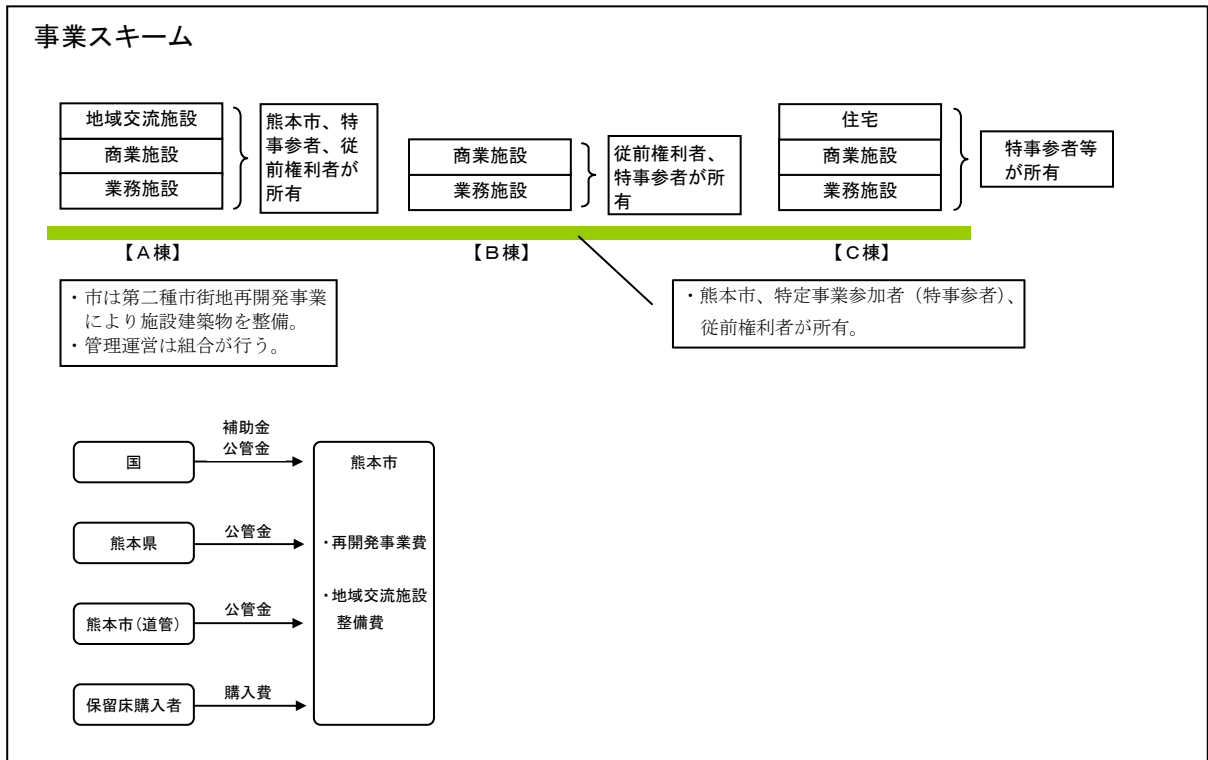 事業スキーム
地域交流施設
商業施設
業務施設
熊本市、特
事参者、従
前権利者が
所有
商業施設
業務施設
従前権利者、
特事参者が所
有
住宅
商業施設
業務施設
特事参者等
が所有
【A棟】
【B棟】
【C棟】
・市は第二種市街地再開発事業
により施設建築物を整備。
・管理運営は組合が行う。
・熊本市、特定事業参加者（特事参者）、
従前権利者が所有。
国
補助金
公管金
熊本県
公管金
熊本市（道管）
公管金
保留床購入者
購入費
熊本市
・再開発事業費
・地域交流施設
整備費